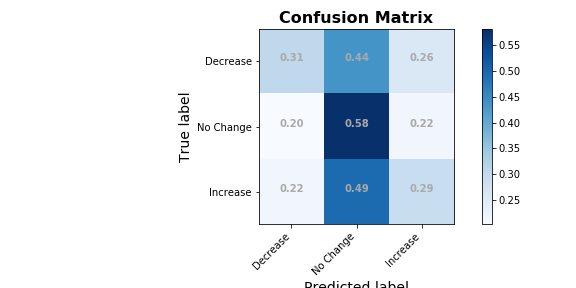 Confusion Matrix
True label
Decrease 0.31 0.44 0.26
No Change 0.20 0.58 0.22
Increase 0.22 0.49 0.29
Decrease No Change Increase
Predicted label
0.55
0.50
0.45
0.40
0.35
0.30
0.25